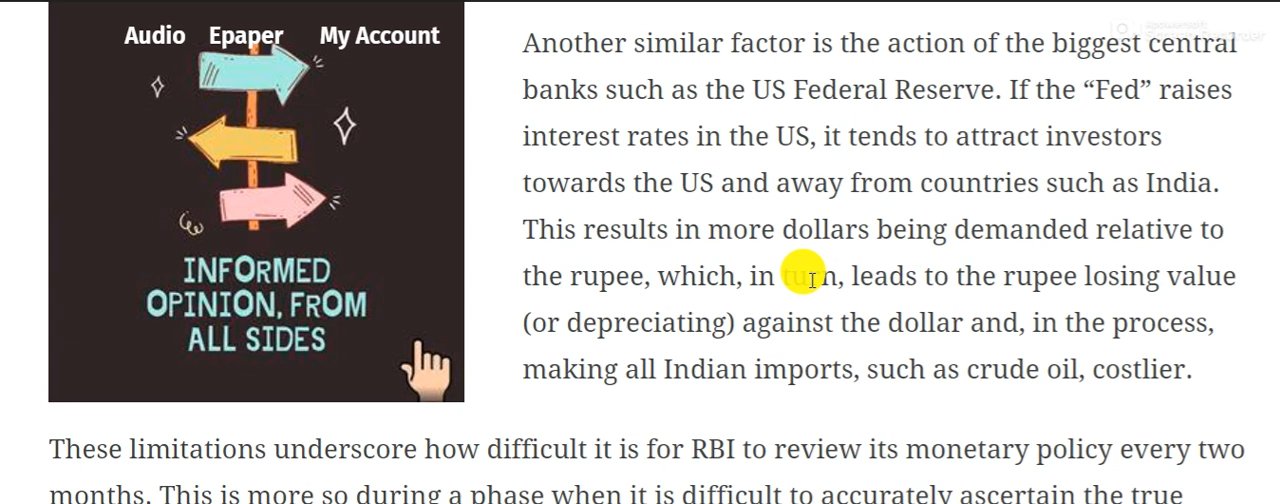 Audio Epaper My Account
INFORMED
OPINION, FROM
ALL SIDES
Another similar factor is the action of the biggest central
banks such as the US Federal Reserve. If the “Fed” raises
interest rates in the US, it tends to attract investors
towards the US and away from countries such as India.
This results in more dollars being demanded relative to
the rupee, which, in turn, leads to the rupee losing value
(or depreciating) against the dollar and, in the process,
making all Indian imports, such as crude oil, costlier.
These limitations underscore how difficult it is for RBI to review its monetary policy every two
months. This is more so during a phase when it is difficult to accurately ascertain the true